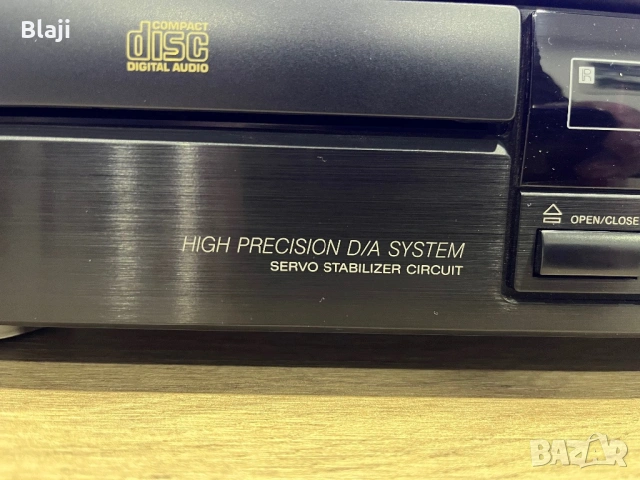 Blaji
COMPACT
disc
DIGITAL AUDIO
R
OPEN/CLOSE
HIGH PRECISION D/A SYSTEM
SERVO STABILIZER CIRCUIT
BAZAR